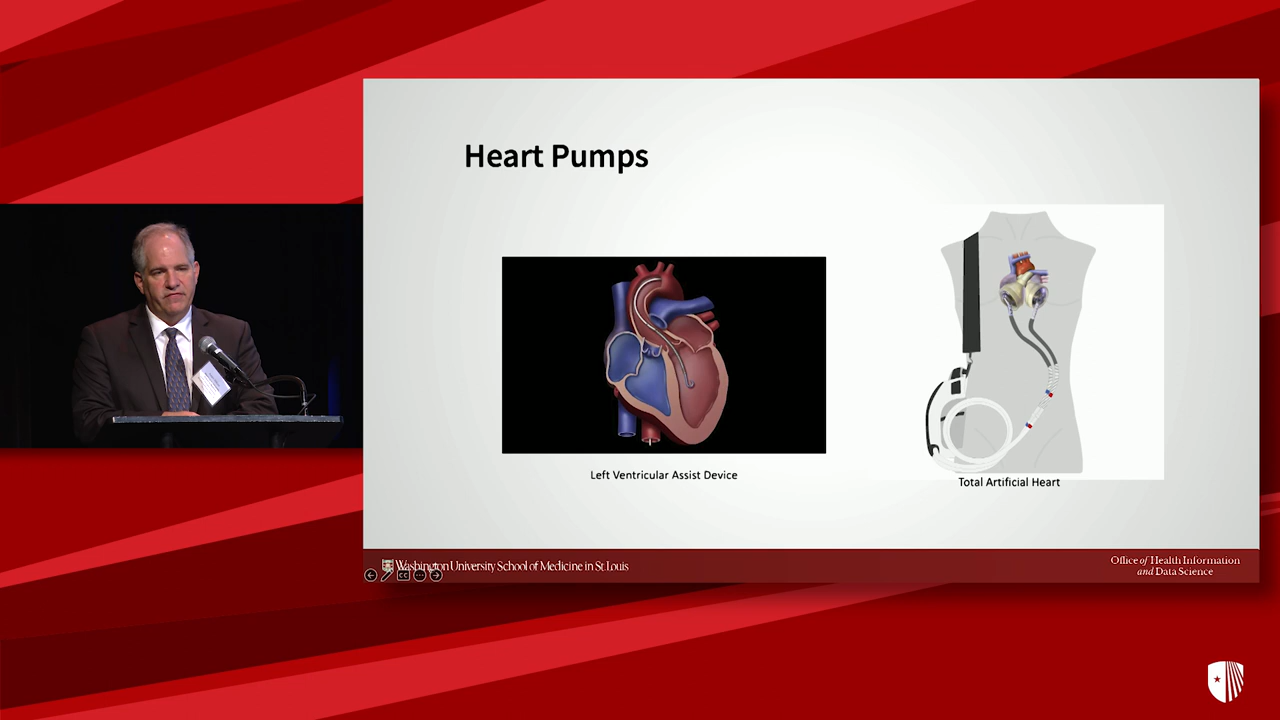 Heart Pumps
Left Ventricular Assist Device
Total Artificial Heart
Washington University School of Medicine in St.Louis
Office of Health Information
and Data Science
CC